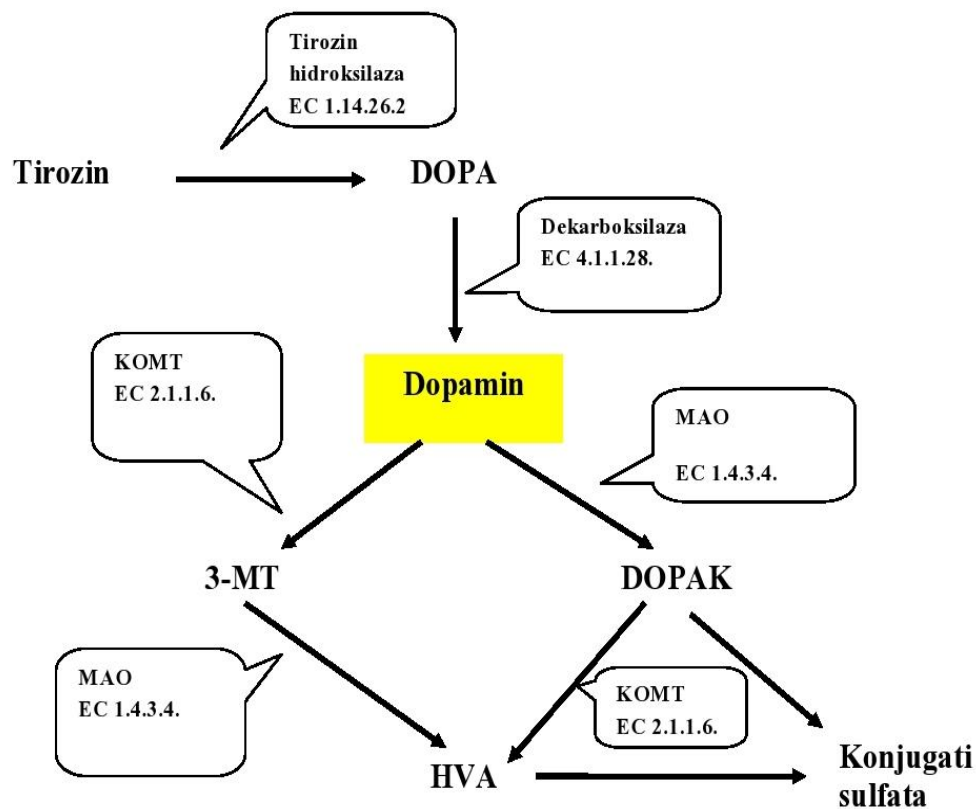 Tirozin
hidroksilaza
EC 1.14.26.2
Tirozin
DOPA
Dekarboksilaza
EC 4.1.1.28.
KOMT
EC 2.1.1.6.
Dopamin
MAO
EC 1.4.3.4.
3-MT
DOPAK
MAO
EC 1.4.3.4.
KOMT
EC 2.1.1.6.
HVA
Konjugati
sulfata